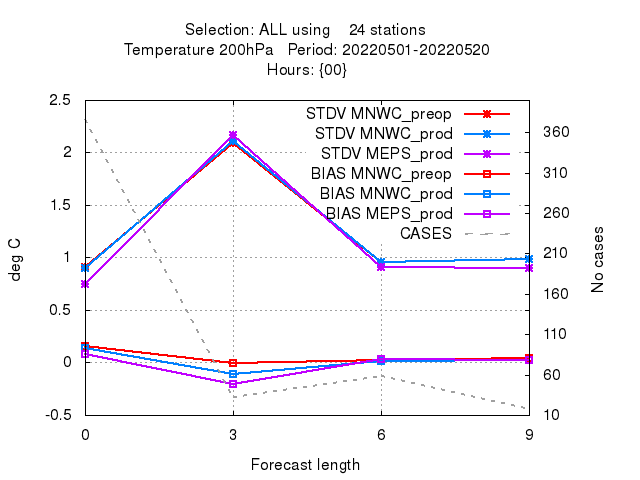 Selection: ALL using    24 stations
Temperature 200hPa   Period: 20220501-20220520
Hours: {00}
2.5
2
1.5
1
0.5
0
-0.5
deg C
STDV MNWC_preop
STDV MNWC_prod
STDV MEPS_prod
BIAS MNWC_preop
BIAS MNWC_prod
BIAS MEPS_prod
CASES
360
310
260
210
160
110
60
10
No cases
0 3 6 9
Forecast length